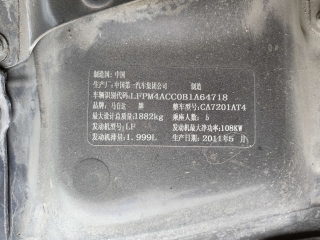 制造国：中国
生产厂：中国第一汽车集团公司 制造
车辆识别代码：LFPM4ACC0B1A64718
品牌：马自达 牌 整车型号：CA7201AT4
最大设计总质量：1882kg 乘座人数：5
发动机型号：LF 发动机最大净功率：108KW
发动机排量：1.999L 生产日期：2011年5月